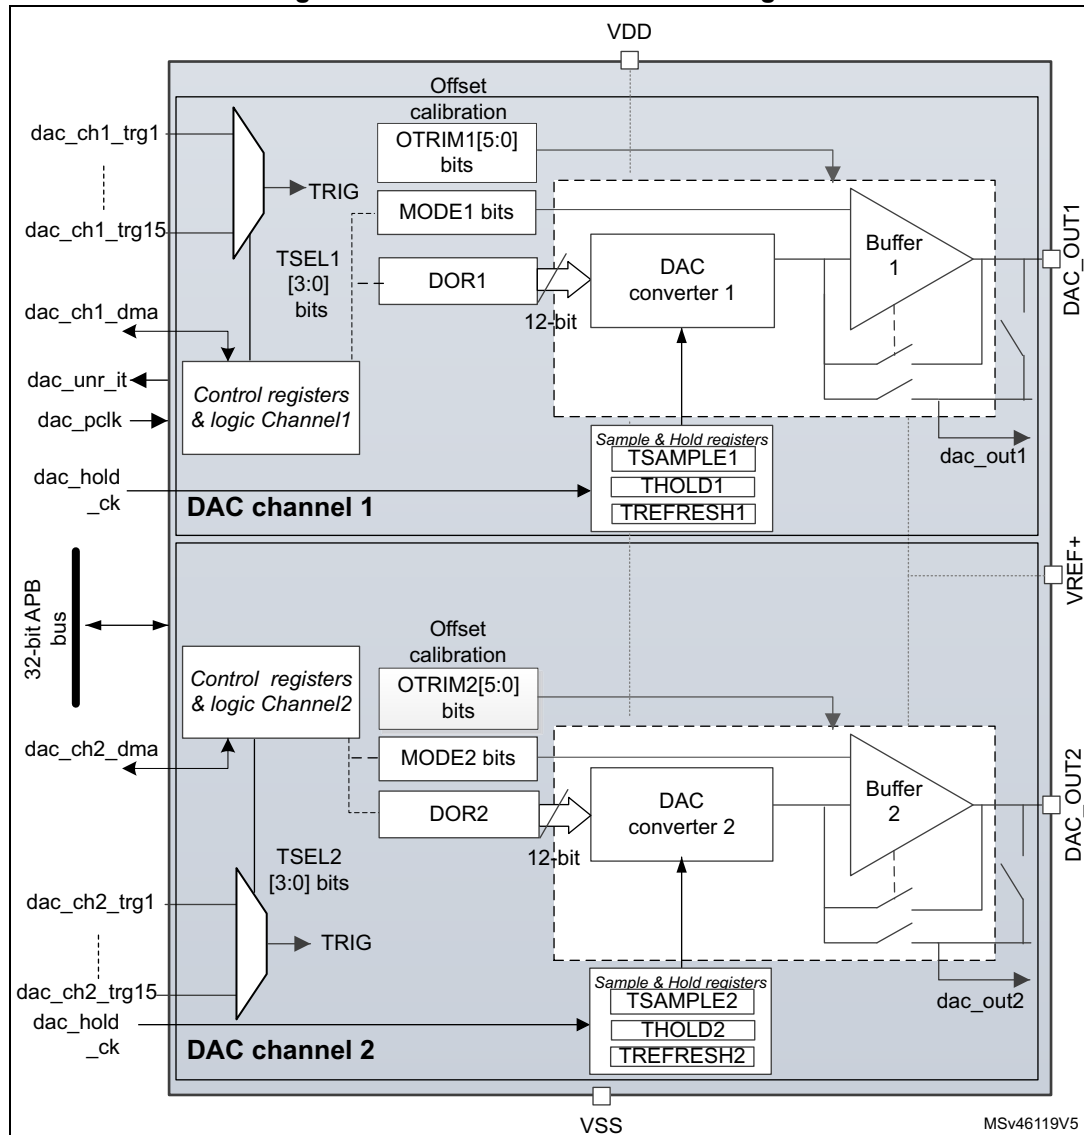 VDD
Offset
calibration
OTRIM1[5:0]
bits
dac_ch1_trg1
TRIG
MODE1 bits
dac_ch1_trg15
TSEL1
[3:0]
bits
DOR1
12-bit
DAC
converter 1
Buffer
1
DAC_OUT1
dac_ch1_dma
dac_unr_it
dac_pclk
Control registers
& logic Channel1
dac_out1
Sample & Hold registers
TSAMPLE1
THOLD1
TREFRESH1
dac_hold
_ck
DAC channel 1
VREF+
32-bit APB
bus
Offset
calibration
OTRIM2[5:0]
bits
Control registers
& logic Channel2
dac_ch2_dma
MODE2 bits
DOR2
12-bit
DAC
converter 2
Buffer
2
DAC_OUT2
TSEL2
[3:0] bits
dac_ch2_trg1
TRIG
dac_ch2_trg15
dac_hold
_ck
Sample & Hold registers
TSAMPLE2
THOLD2
TREFRESH2
dac_out2
DAC channel 2
VSS
MSv46119V5